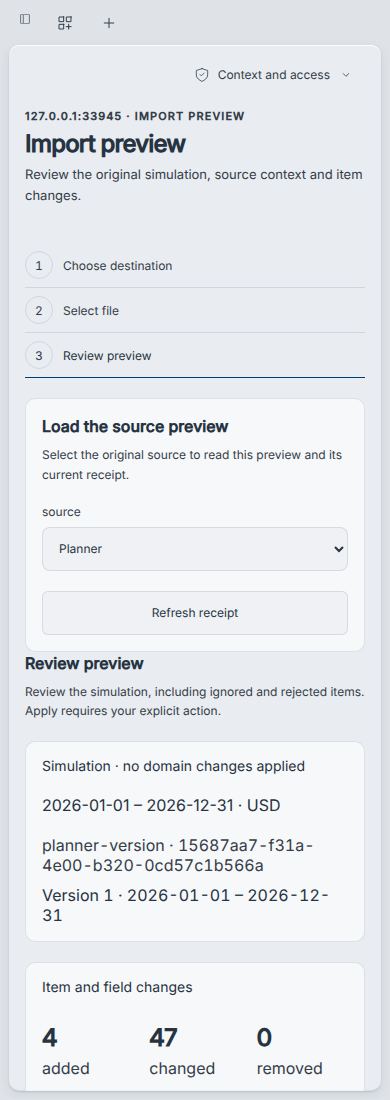 Context and access
127.0.0.1:33945 · IMPORT PREVIEW
Import preview
Review the original simulation, source context and item
changes.
1 Choose destination
2 Select file
3 Review preview
Load the source preview
Select the original source to read this preview and its
current receipt.
source
Planner
Refresh receipt
Review preview
Review the simulation, including ignored and rejected items.
Apply requires your explicit action.
Simulation · no domain changes applied
2026-01-01 – 2026-12-31 · USD
planner-version · 15687aa7-f31a-
4e00-b320-0cd57c1b566a
Version 1 · 2026-01-01 – 2026-12-
31
Item and field changes
4 47 0
added changed removed